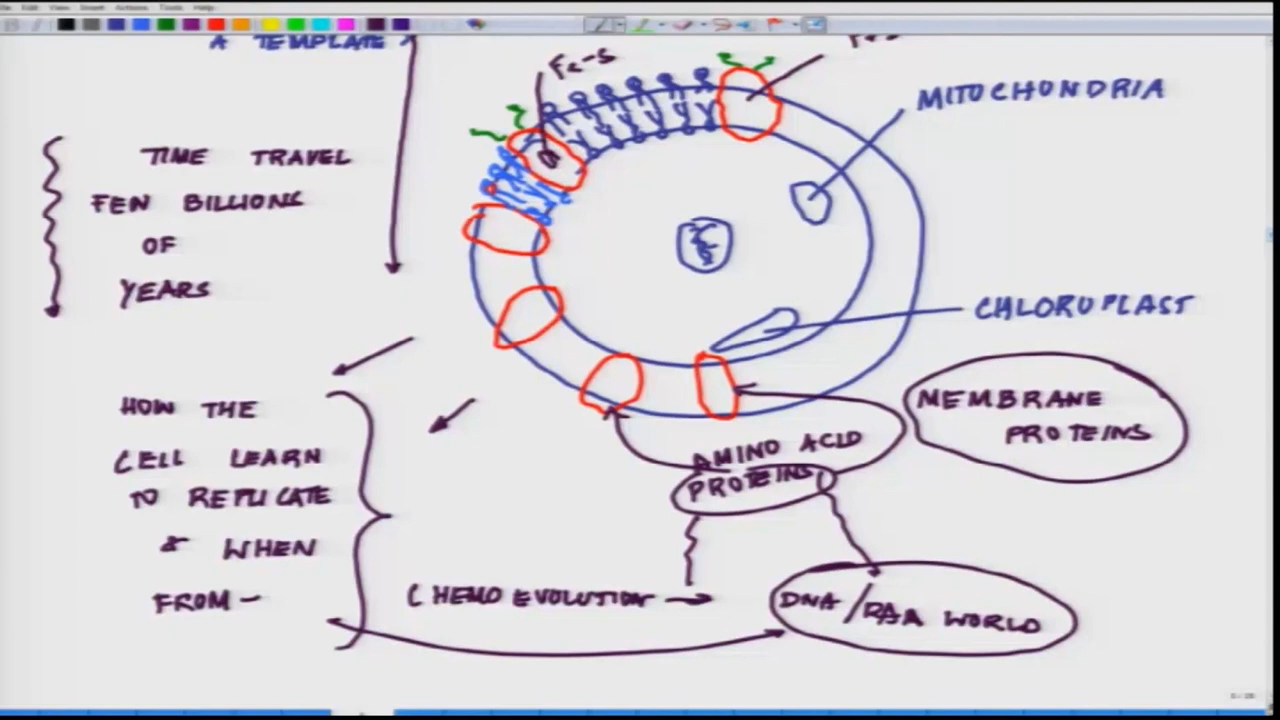 A TEMPLATE
Fe-S
MITOCHONDRIA
TIME TRAVEL
FEN BILLIONS
OF
YEARS
CHLOROPLAST
HOW THE
CELL LEARN
TO REPLICATE
& WHEN
FROM -
MEMBRANE
PROTEINS
AMINO ACID
PROTEINS
CHEMO EVOLUTION
DNA/RNA WORLD